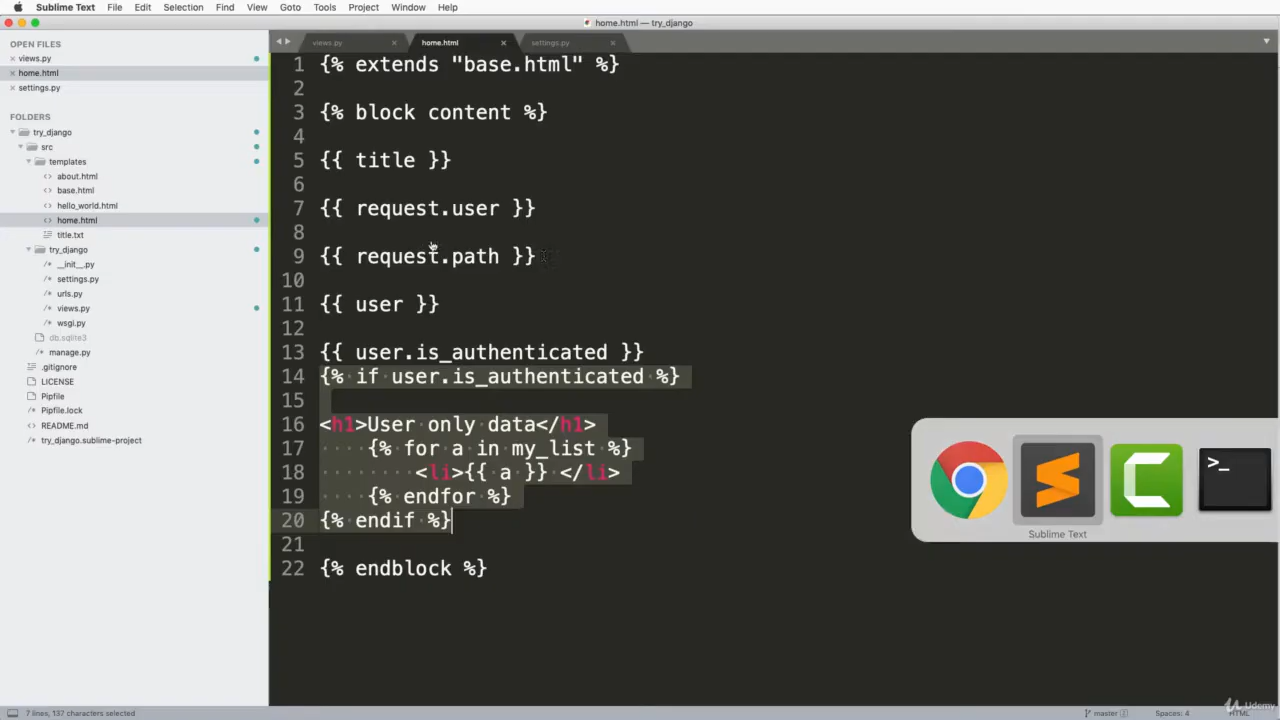 Sublime Text File Edit Selection Find View Goto Tools Project Window Help
home.html — try_django
OPEN FILES
views.py
home.html
settings.py
FOLDERS
try_django
src
templates
about.html
base.html
hello_world.html
home.html
title.txt
try_django
__init__.py
settings.py
urls.py
views.py
wsgi.py
db.sqlite3
manage.py
.gitignore
LICENSE
Pipfile
Pipfile.lock
README.md
try_django.sublime-project
views.py home.html settings.py
1 {% extends "base.html" %}
2
3 {% block content %}
4
5 {{ title }}
6
7 {{ request.user }}
8
9 {{ request.path }}
10
11 {{ user }}
12
13 {{ user.is_authenticated }}
14 {% if user.is_authenticated %}
15
16 <h1>User only data</h1>
17 {% for a in my_list %}
18 <li>{{ a }} </li>
19 {% endfor %}
20 {% endif %}
21
22 {% endblock %}
>_
Sublime Text
7 lines, 137 characters selected
master
Spaces: 4
HTML
Udemy